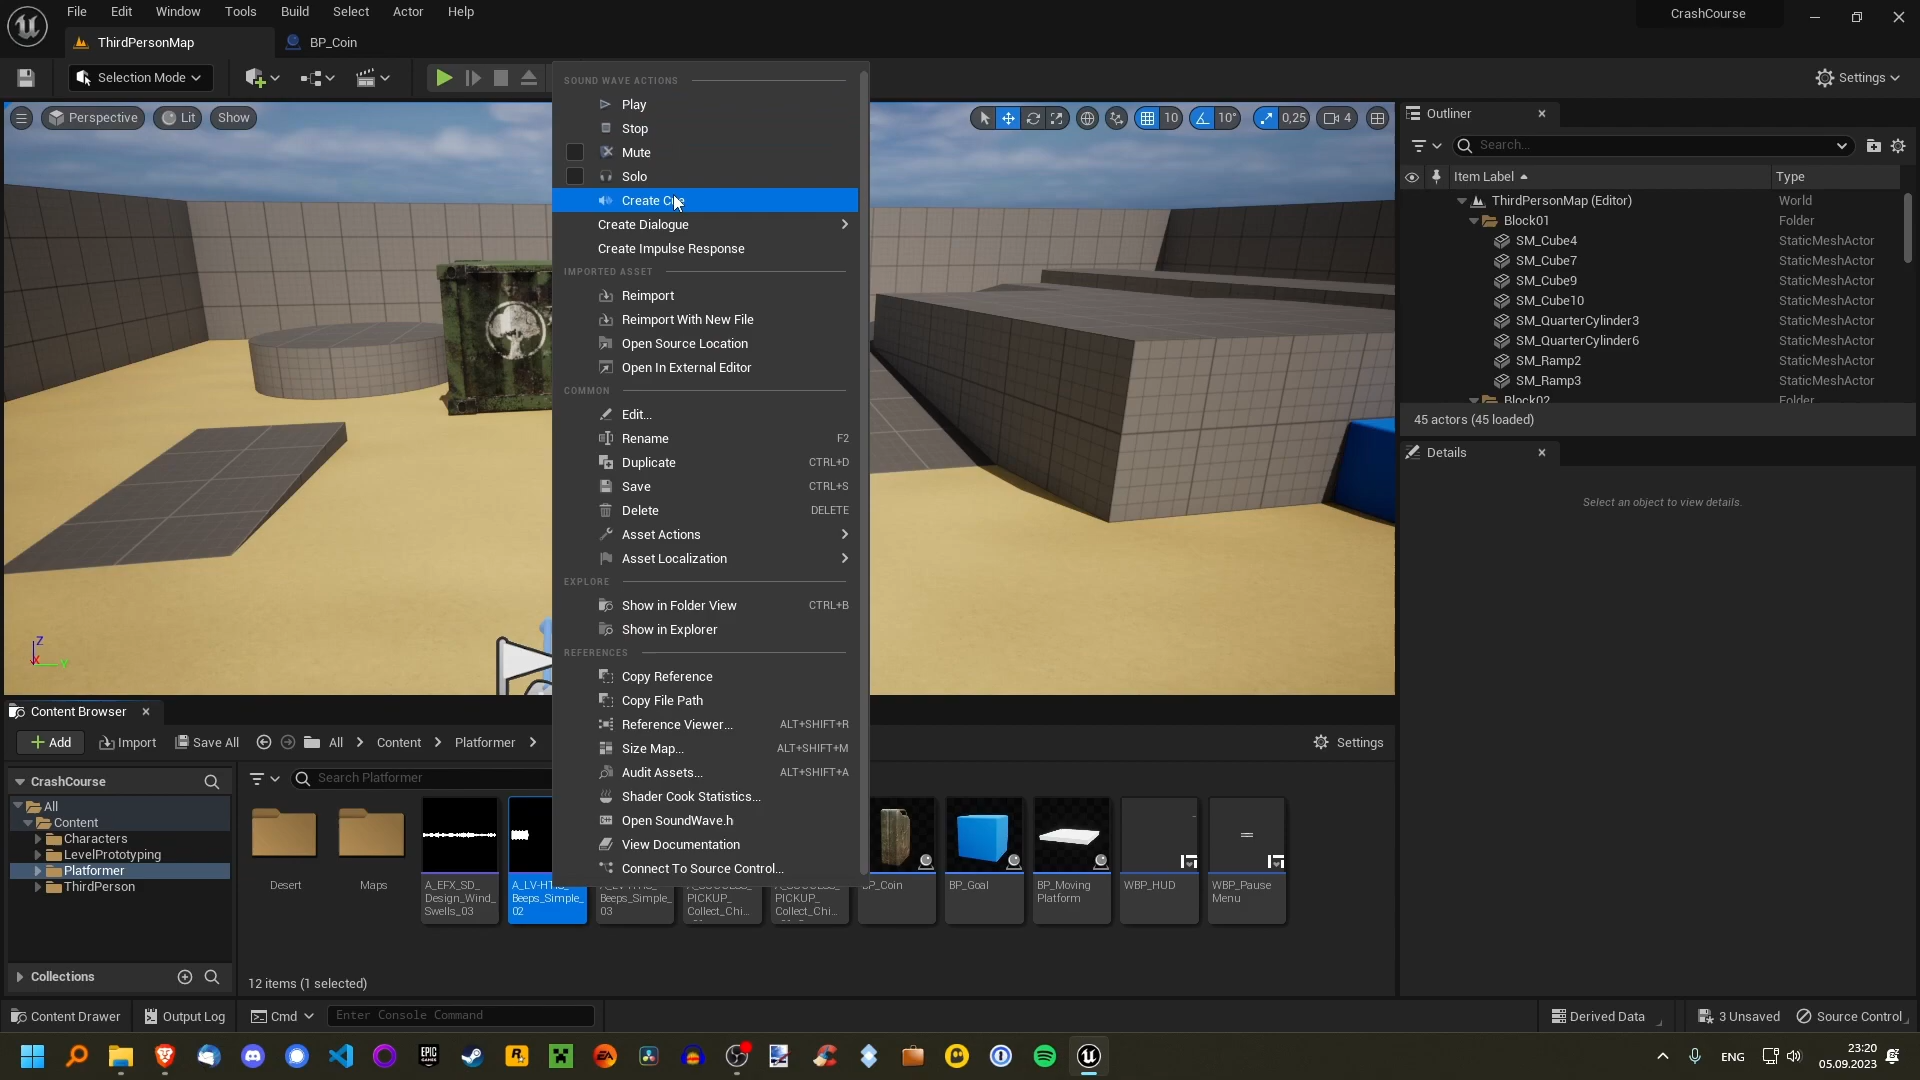 File Edit Window Tools Build Select Actor Help
CrashCourse
ThirdPersonMap
BP_Coin
Selection Mode
Settings
Perspective
Lit
Show
10
10°
0,25
4
SOUND WAVE ACTIONS
Play
Stop
Mute
Solo
Create Cue
Create Dialogue
Create Impulse Response
IMPORTED ASSET
Reimport
Reimport With New File
Open Source Location
Open In External Editor
COMMON
Edit...
Rename F2
Duplicate CTRL+D
Save CTRL+S
Delete DELETE
Asset Actions
Asset Localization
EXPLORE
Show in Folder View CTRL+B
Show in Explorer
REFERENCES
Copy Reference
Copy File Path
Reference Viewer... ALT+SHIFT+R
Size Map... ALT+SHIFT+M
Audit Assets... ALT+SHIFT+A
Shader Cook Statistics...
Open SoundWave.h
View Documentation
Connect To Source Control...
Outliner
Search...
Item Label Type
ThirdPersonMap (Editor) World
Block01 Folder
SM_Cube4 StaticMeshActor
SM_Cube7 StaticMeshActor
SM_Cube9 StaticMeshActor
SM_Cube10 StaticMeshActor
SM_QuarterCylinder3 StaticMeshActor
SM_QuarterCylinder6 StaticMeshActor
SM_Ramp2 StaticMeshActor
SM_Ramp3 StaticMeshActor
Block02 Folder
45 actors (45 loaded)
Details
Select an object to view details.
Z
X
Y
Content Browser
Add
Import
Save All
All
Content
Platformer
Settings
CrashCourse
Search Platformer
All
Content
Characters
LevelPrototyping
Platformer
ThirdPerson
Collections
Desert
Maps
A_EFX_SD_
Design_Wind_
Swells_03
Beeps_Simple_
02
Beeps_Simple_
03
PICKUP_
Collect_Chi...
PICKUP_
Collect_Chi...
BP_Coin
BP_Goal
BP_Moving
Platform
WBP_HUD
WBP_Pause
Menu
12 items (1 selected)
Content Drawer
Output Log
Cmd
Enter Console Command
Derived Data
3 Unsaved
Source Control
EPIC
GAMES
EA
ENG
23:20
05.09.2023